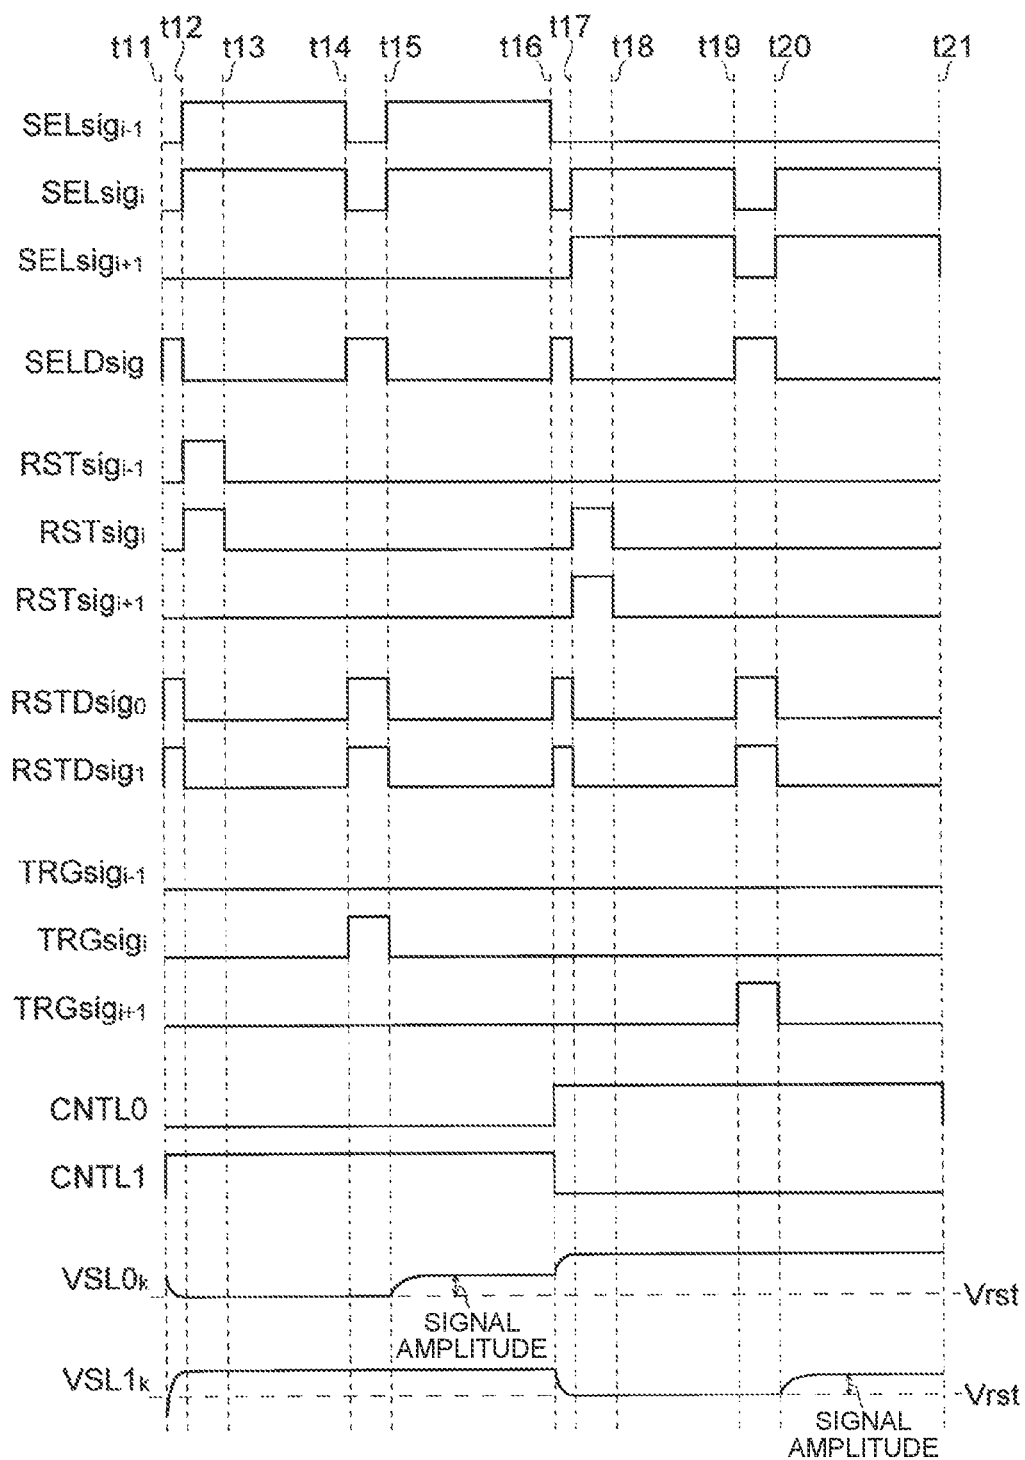 t11 t12 t13 t14 t15 t16 t17 t18 t19 t20 t21
SELsigi-1
SELsigi
SELsigi+1
SELDsig
RSTsigi-1
RSTsigi
RSTsigi+1
RSTDsig0
RSTDsig1
TRGsigi-1
TRGsigi
TRGsigi+1
CNTL0
CNTL1
VSL0k
Vrst
SIGNAL
AMPLITUDE
VSL1k
Vrst
SIGNAL
AMPLITUDE